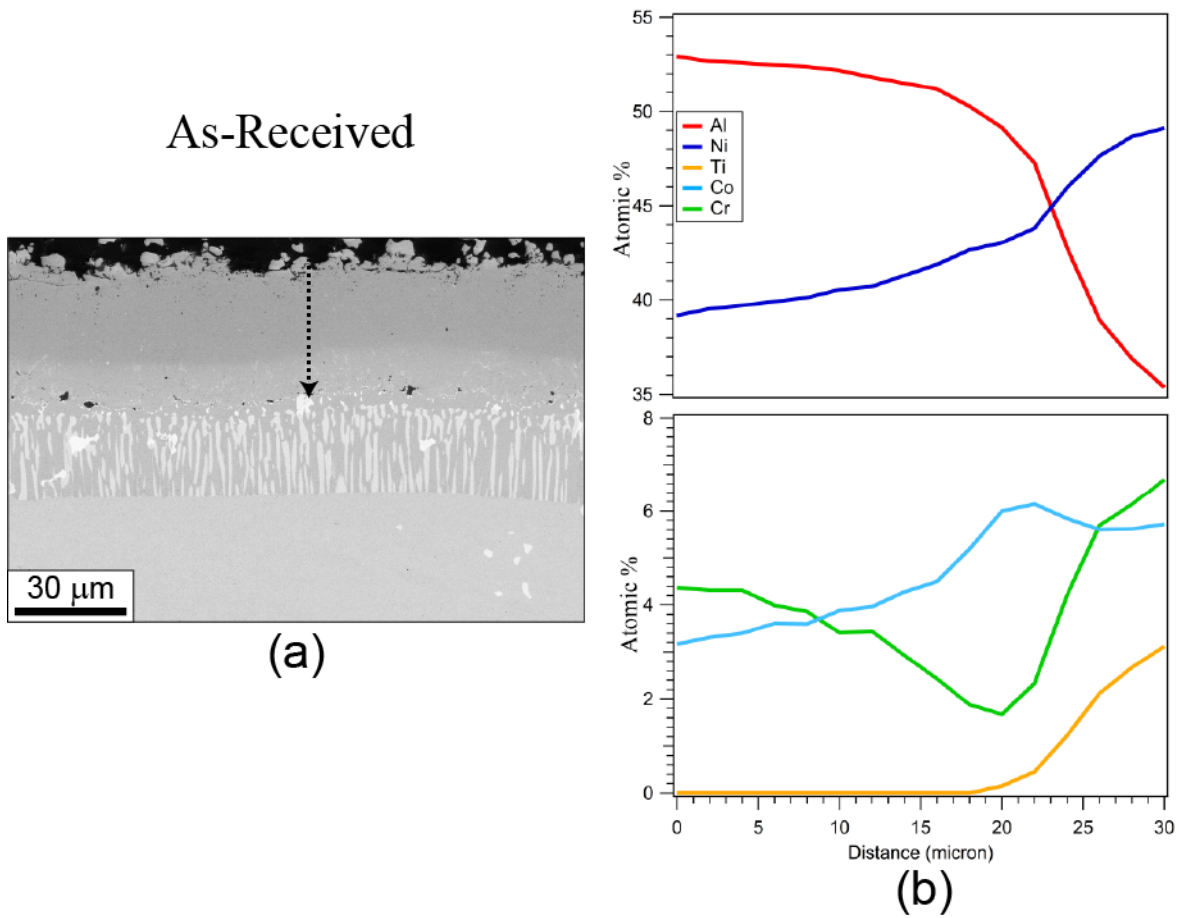 As-Received
30 μm
(a)
55
50
45
40
35
Atomic %
Al
Ni
Ti
Co
Cr
8
6
4
2
0
Atomic %
0 5 10 15 20 25 30
Distance (micron)
(b)